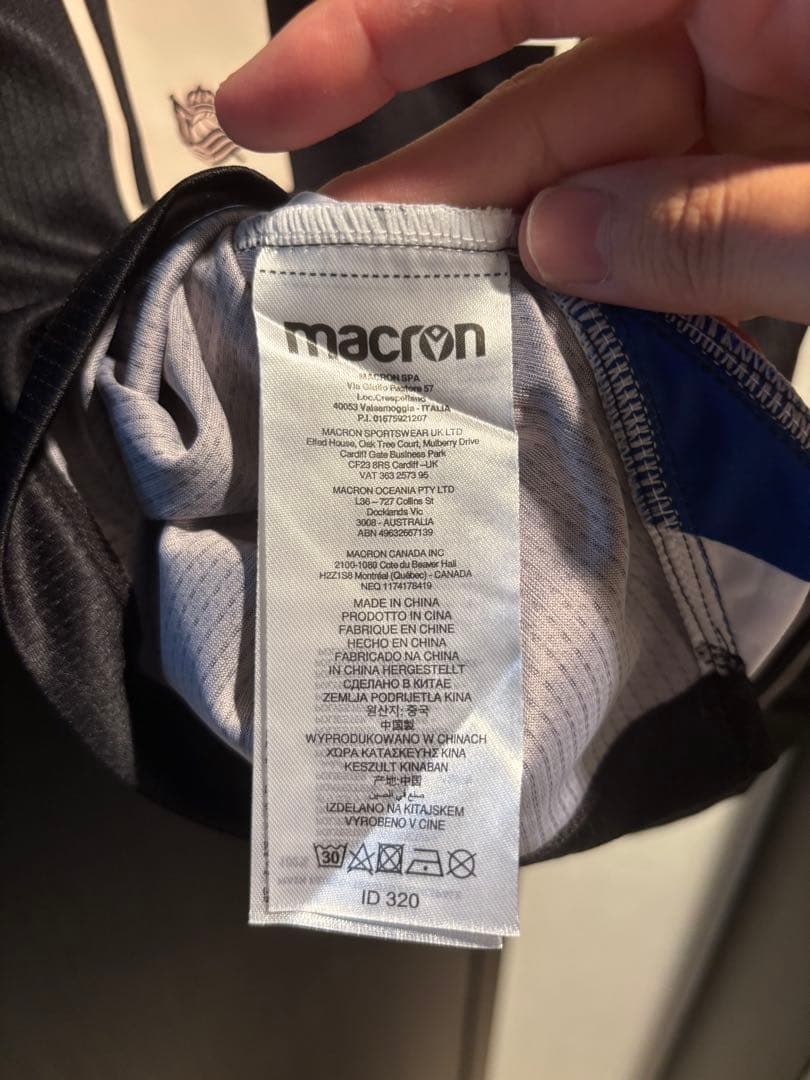 macron
MACRON SPA
Via Giulio Pastore 57
Loc.Crespellano
40053 Valsamoggia - ITALIA
P.I. 01675921207
MACRON SPORTSWEAR UK LTD
Elfed House, Oak Tree Court, Mulberry Drive
Cardiff Gate Business Park
CF23 8RS Cardiff -UK
VAT 363 2573 95
MACRON OCEANIA PTY LTD
L36 – 727 Collins St
Docklands Vic
3008 - AUSTRALIA
ABN 49632667139
MACRON CANADA INC
2100-1080 Cote du Beaver Hall
H2Z1S8 Montréal (Québec) - CANADA
NEQ 1174178419
MADE IN CHINA
PRODOTTO IN CINA
FABRIQUE EN CHINE
HECHO EN CHINA
FABRICADO NA CHINA
IN CHINA HERGESTELLT
СДЕЛАНО В КИТАЕ
ZEMLJA PODRIJETLA KINA
원산지: 중국
中国製
WYPRODUKOWANO W CHINACH
ΧΩΡΑ ΚΑΤΑΣΚΕΥΗΣ ΚΙΝΑ
KESZULT KINABAN
产地:中国
صنع في الصين
IZDELANO NA KITAJSKEM
VYROBENO V CINE
30
ID 320